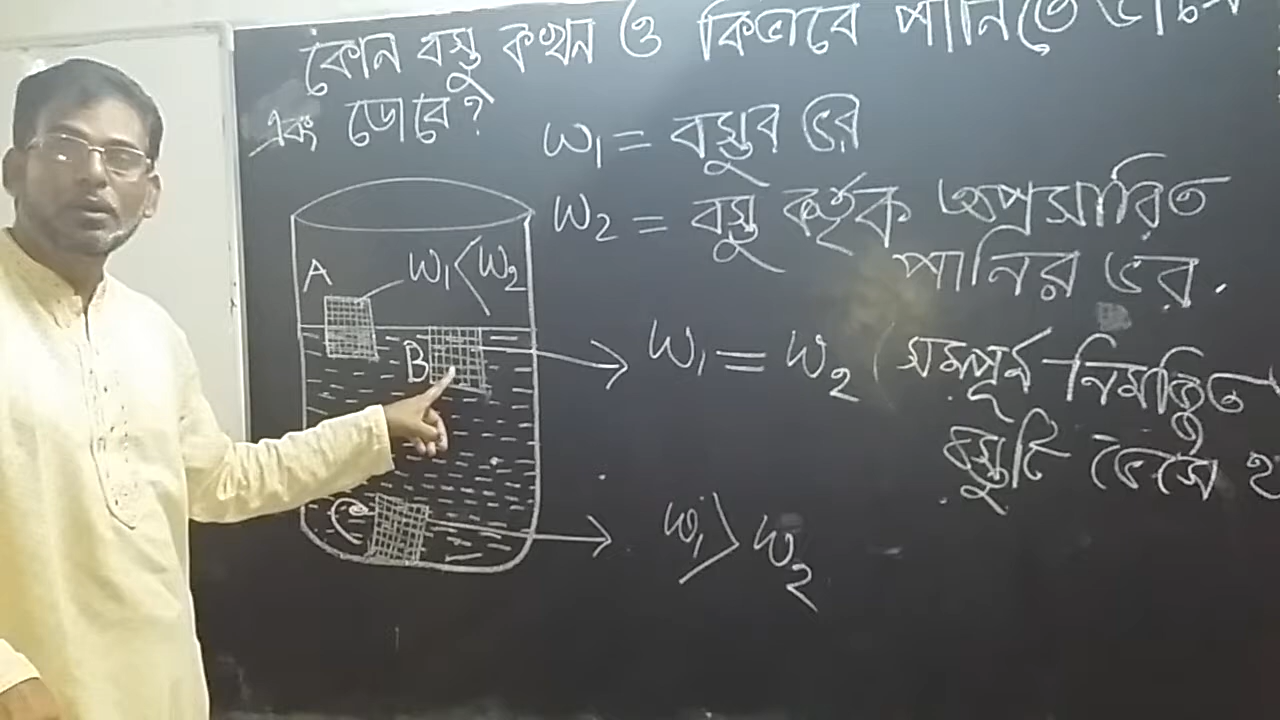 কোন বস্তু কখন ও কিভাবে পানিতে
এবং ডোবে?
W₁ = বস্তুর ভর
W₂ = বস্তু কর্তৃক অপসারিত
পানির ভর.
A
W₁ < W₂
B
W₁ = W₂ ( সম্পূর্ন নিমজ্জিত
বস্তুটি ভেসে
C
W₁ > W₂